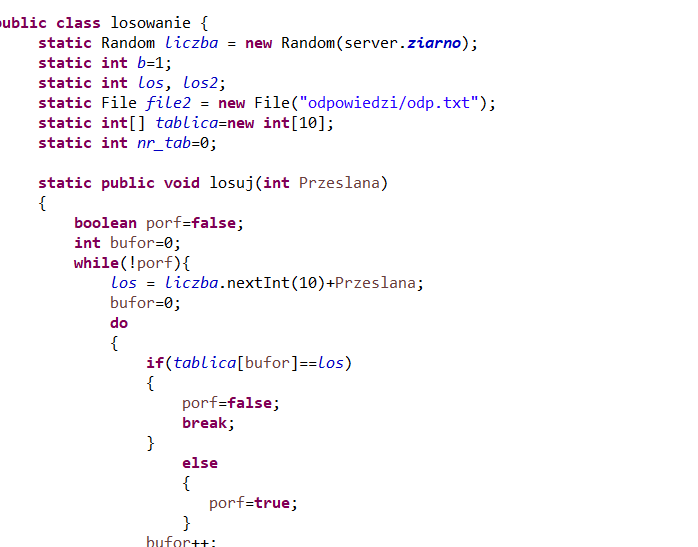 public class losowanie {
static Random liczba = new Random(server.ziarno);
static int b=1;
static int los, los2;
static File file2 = new File("odpowiedzi/odp.txt");
static int[] tablica=new int[10];
static int nr_tab=0;
static public void losuj(int Przeslana)
{
boolean porf=false;
int bufor=0;
while(!porf){
los = liczba.nextInt(10)+Przeslana;
bufor=0;
do
{
if(tablica[bufor]==los)
{
porf=false;
break;
}
else
{
porf=true;
}
bufor++;